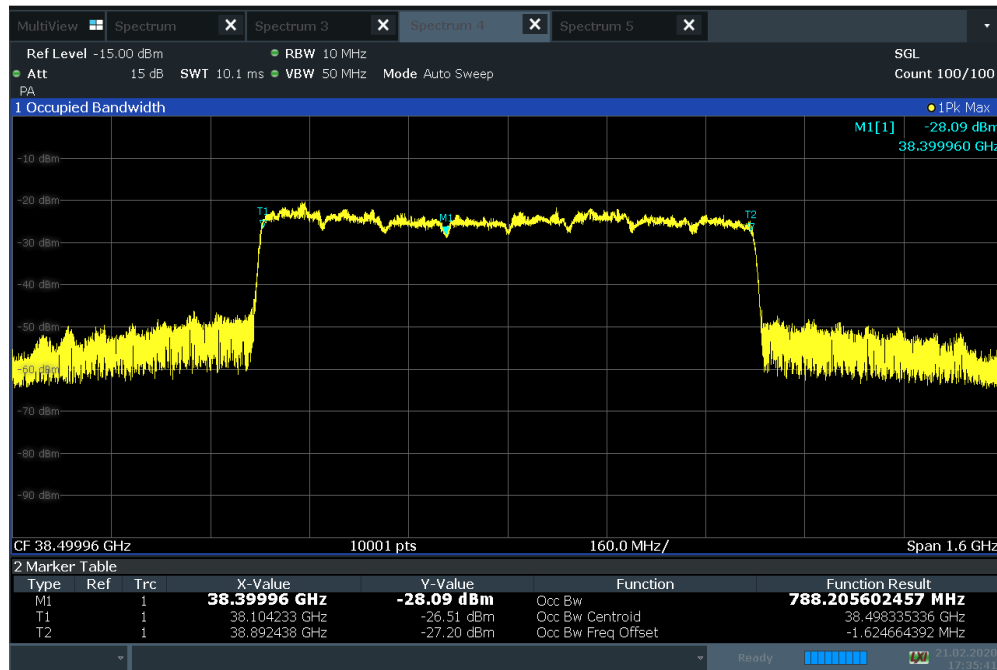 MultiView Spectrum X Spectrum 3 X Spectrum 4 X Spectrum 5 X
Ref Level -15.00 dBm RBW 10 MHz SGL
Att 15 dB SWT 10.1 ms VBW 50 MHz Mode Auto Sweep Count 100/100
PA
1 Occupied Bandwidth 1Pk Max
M1[1] -28.09 dBm
38.399960 GHz
-10 dBm
-20 dBm
T1 M1 T2
-30 dBm
-40 dBm
-50 dBm
-60 dBm
-70 dBm
-80 dBm
-90 dBm
CF 38.49996 GHz 10001 pts 160.0 MHz/ Span 1.6 GHz
2 Marker Table
Type Ref Trc X-Value Y-Value Function Function Result
M1 1 38.39996 GHz -28.09 dBm Occ Bw 788.205602457 MHz
T1 1 38.104233 GHz -26.51 dBm Occ Bw Centroid 38.498335336 GHz
T2 1 38.892438 GHz -27.20 dBm Occ Bw Freq Offset -1.624664392 MHz
Ready LXI 21.02.2020
17:35:41